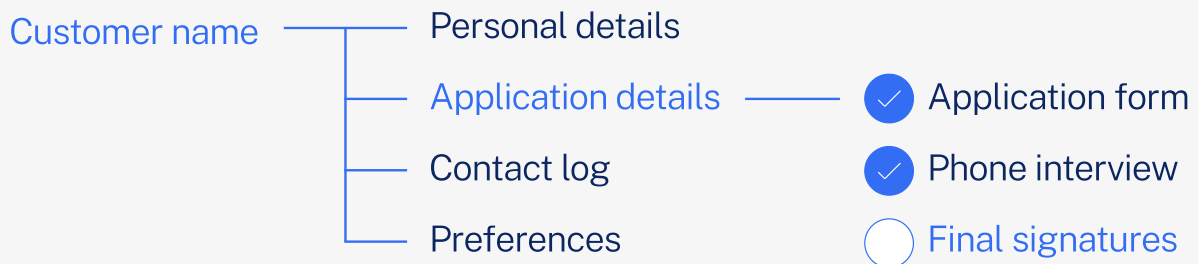 Customer name
Personal details
Application details
Contact log
Preferences
Application form
Phone interview
Final signatures